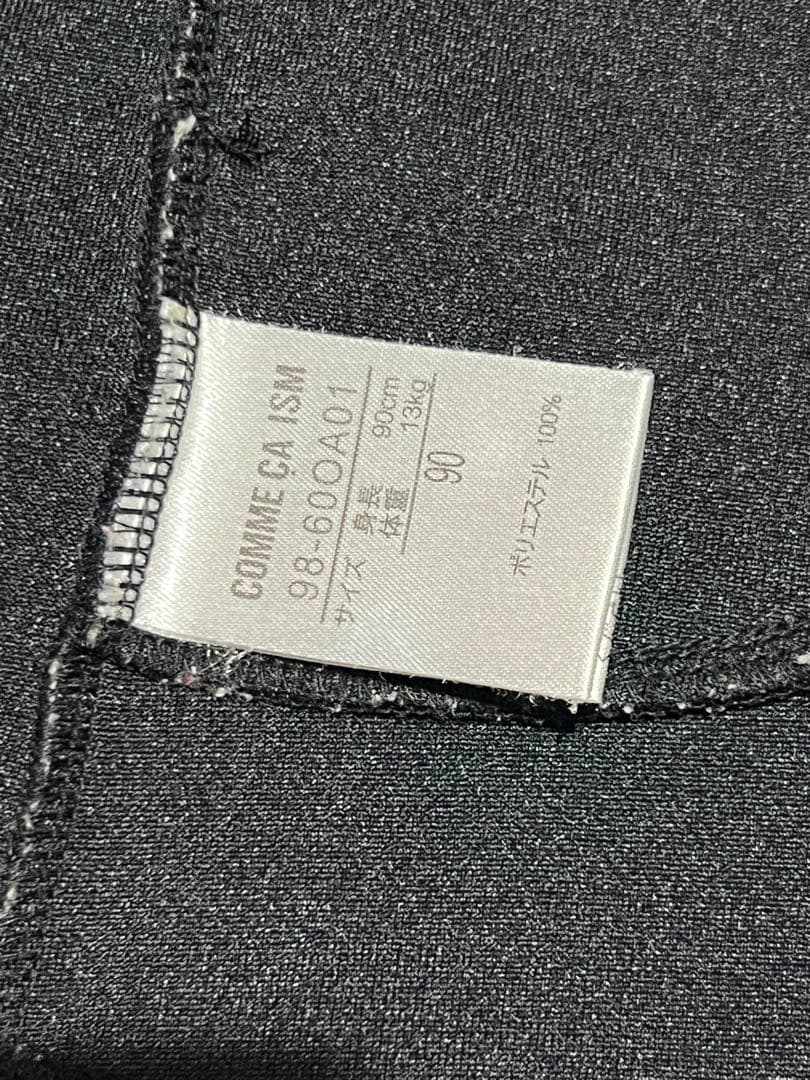 COMME ÇA ISM
98-60OA01
サイズ 身長 90cm
体重 13kg
90
ポリエステル 100%